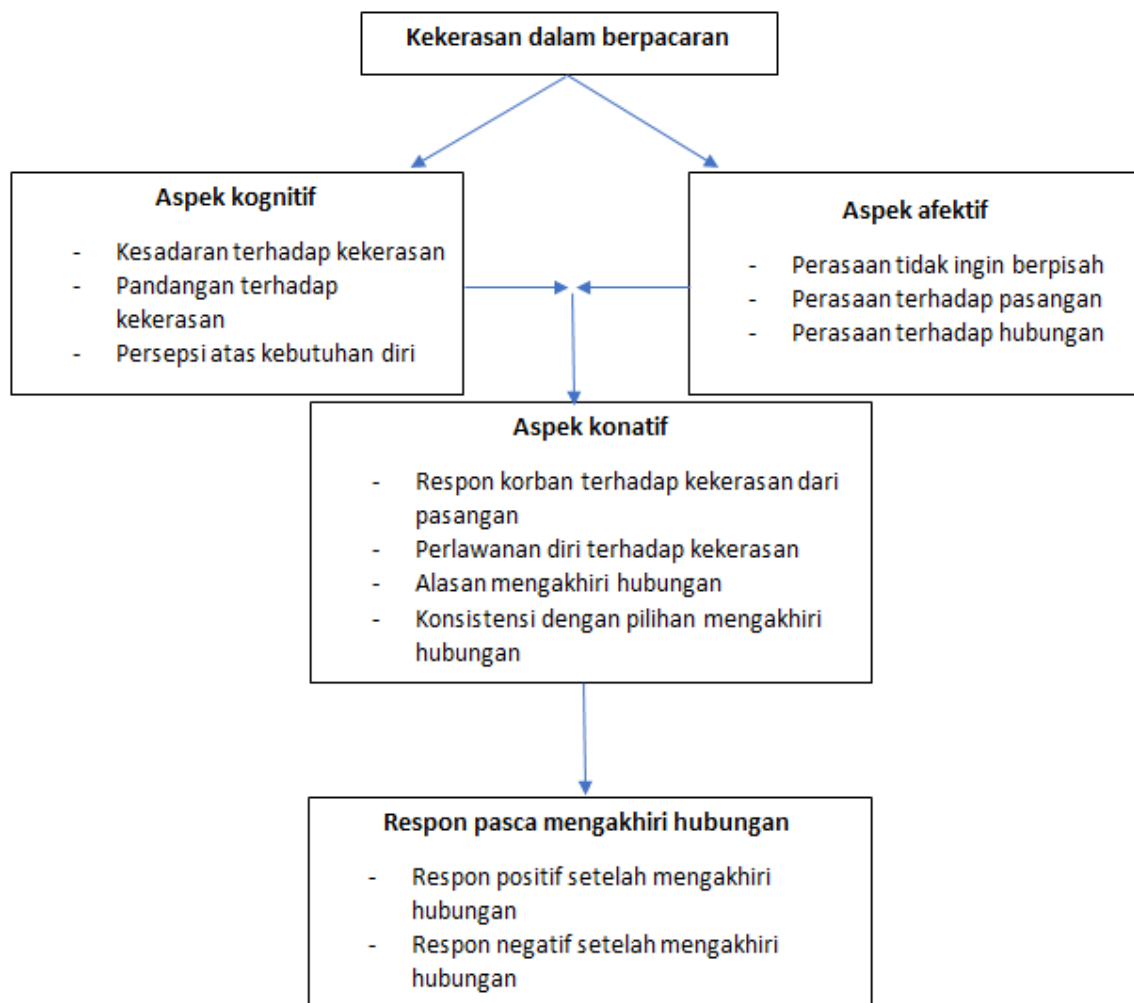 Kekerasan dalam berpacaran
Aspek kognitif
- Kesadaran terhadap kekerasan
- Pandangan terhadap
kekerasan
- Persepsi atas kebutuhan diri
Aspek afektif
- Perasaan tidak ingin berpisah
- Perasaan terhadap pasangan
- Perasaan terhadap hubungan
Aspek konatif
- Respon korban terhadap kekerasan dari
pasangan
- Perlawanan diri terhadap kekerasan
- Alasan mengakhiri hubungan
- Konsistensi dengan pilihan mengakhiri
hubungan
Respon pasca mengakhiri hubungan
- Respon positif setelah mengakhiri
hubungan
- Respon negatif setelah mengakhiri
hubungan